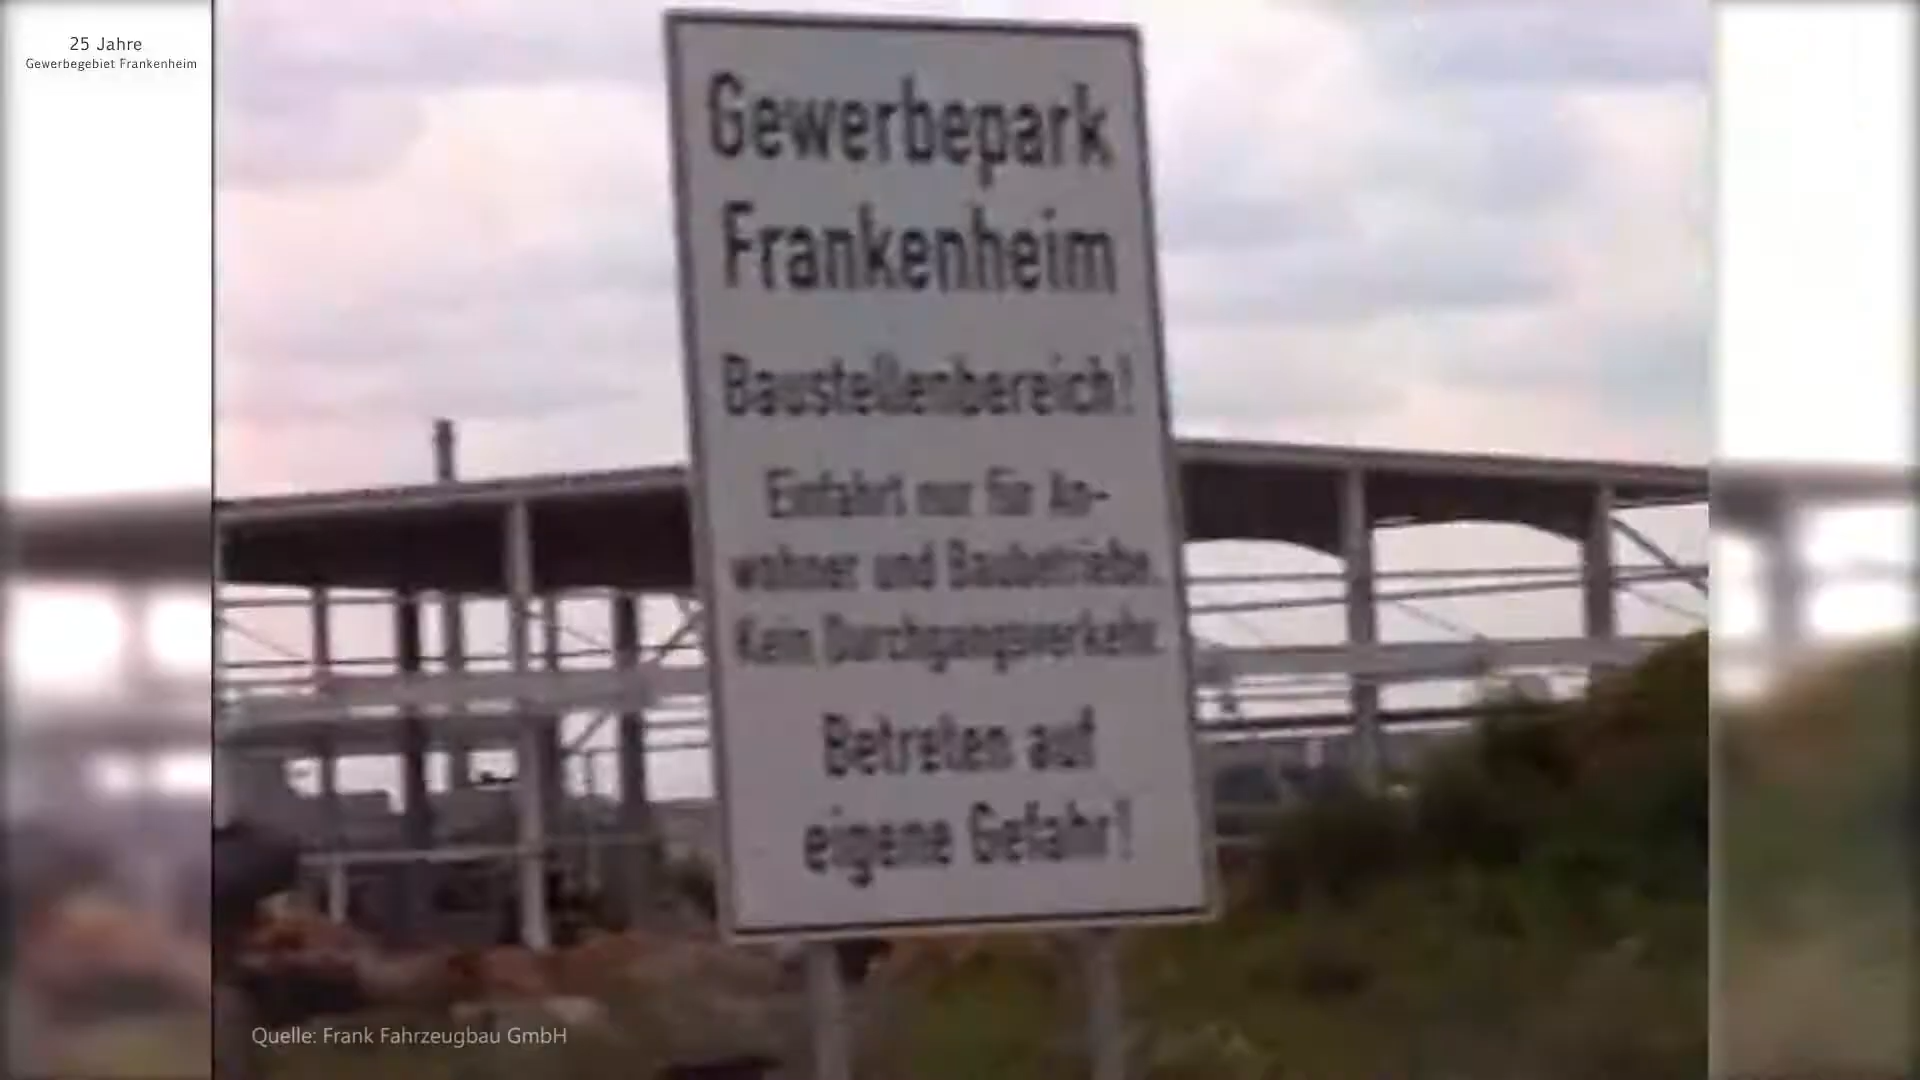 25 Jahre
Gewerbegebiet Frankenheim
Gewerbepark
Frankenheim
Baustellenbereich!
Einfahrt nur für An-
wohner und Baubetriebe.
Kein Durchgangsverkehr.
Betreten auf
eigene Gefahr!
Quelle: Frank Fahrzeugbau GmbH